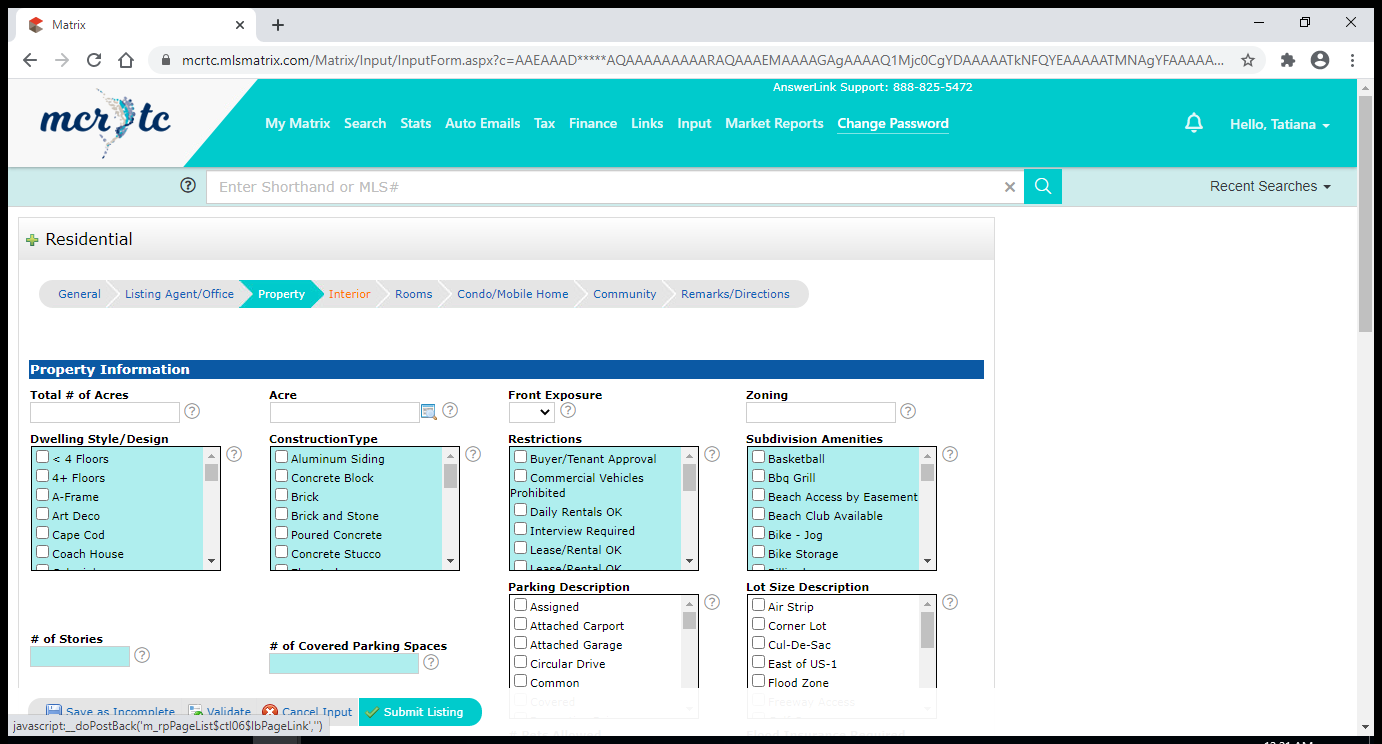 Matrix
mcrtc.mlsmatrix.com/Matrix/Input/InputForm.aspx?c=AAEAAAD*****AQAAAAAAAAARAQAAAEMAAAAGAgAAAAQ1Mjc0CgYDAAAAATkNFQYEAAAAATMNAgYFAAAAA...
AnswerLink Support: 888-825-5472
mcrtc
My Matrix Search Stats Auto Emails Tax Finance Links Input Market Reports Change Password
Hello, Tatiana
Enter Shorthand or MLS#
Recent Searches
Residential
General Listing Agent/Office Property Interior Rooms Condo/Mobile Home Community Remarks/Directions
Property Information
Total # of Acres Acre Front Exposure Zoning
Dwelling Style/Design ConstructionType Restrictions Subdivision Amenities
< 4 Floors Aluminum Siding Buyer/Tenant Approval Basketball
4+ Floors Concrete Block Commercial Vehicles Bbq Grill
Prohibited
A-Frame Brick Beach Access by Easement
Art Deco Brick and Stone Daily Rentals OK Beach Club Available
Cape Cod Poured Concrete Interview Required Bike - Jog
Coach House Concrete Stucco Lease/Rental OK Bike Storage
Lease/Rental OK
Parking Description Lot Size Description
Assigned Air Strip
Attached Carport Corner Lot
# of Stories # of Covered Parking Spaces Attached Garage Cul-De-Sac
Circular Drive East of US-1
Common Flood Zone
Covered Freeway Access
Save as Incomplete Validate Cancel Input Submit Listing
javascript:__doPostBack('m_rpPageList$ctl06$lbPageLink','')